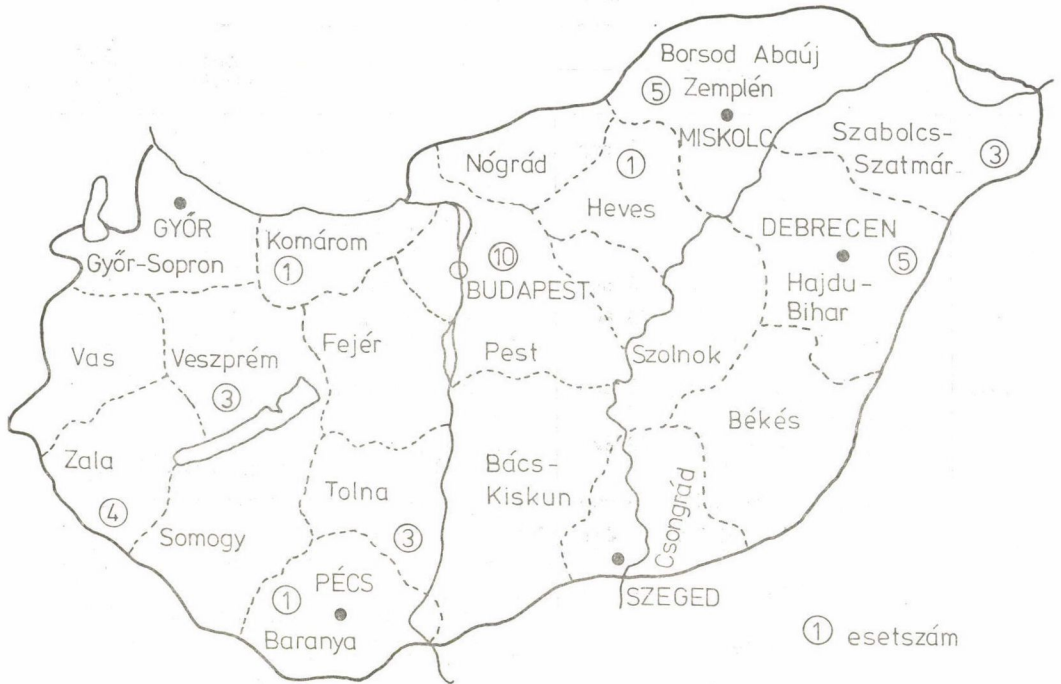 Borsod Abaúj
⑤ Zemplén
MISKOLC
Szabolcs-
Szatmár
③
Nógrád
①
Heves
GYŐR
Győr-Sopron
Komárom
①
⑩
BUDAPEST
DEBRECEN
⑤
Hajdu-
Bihar
Vas
Veszprém
③
Fejér
Pest
Szolnok
Békés
Zala
④
Somogy
Tolna
③
Bács-
Kiskun
Csongrád
PÉCS
①
Baranya
SZEGED
① esetszám